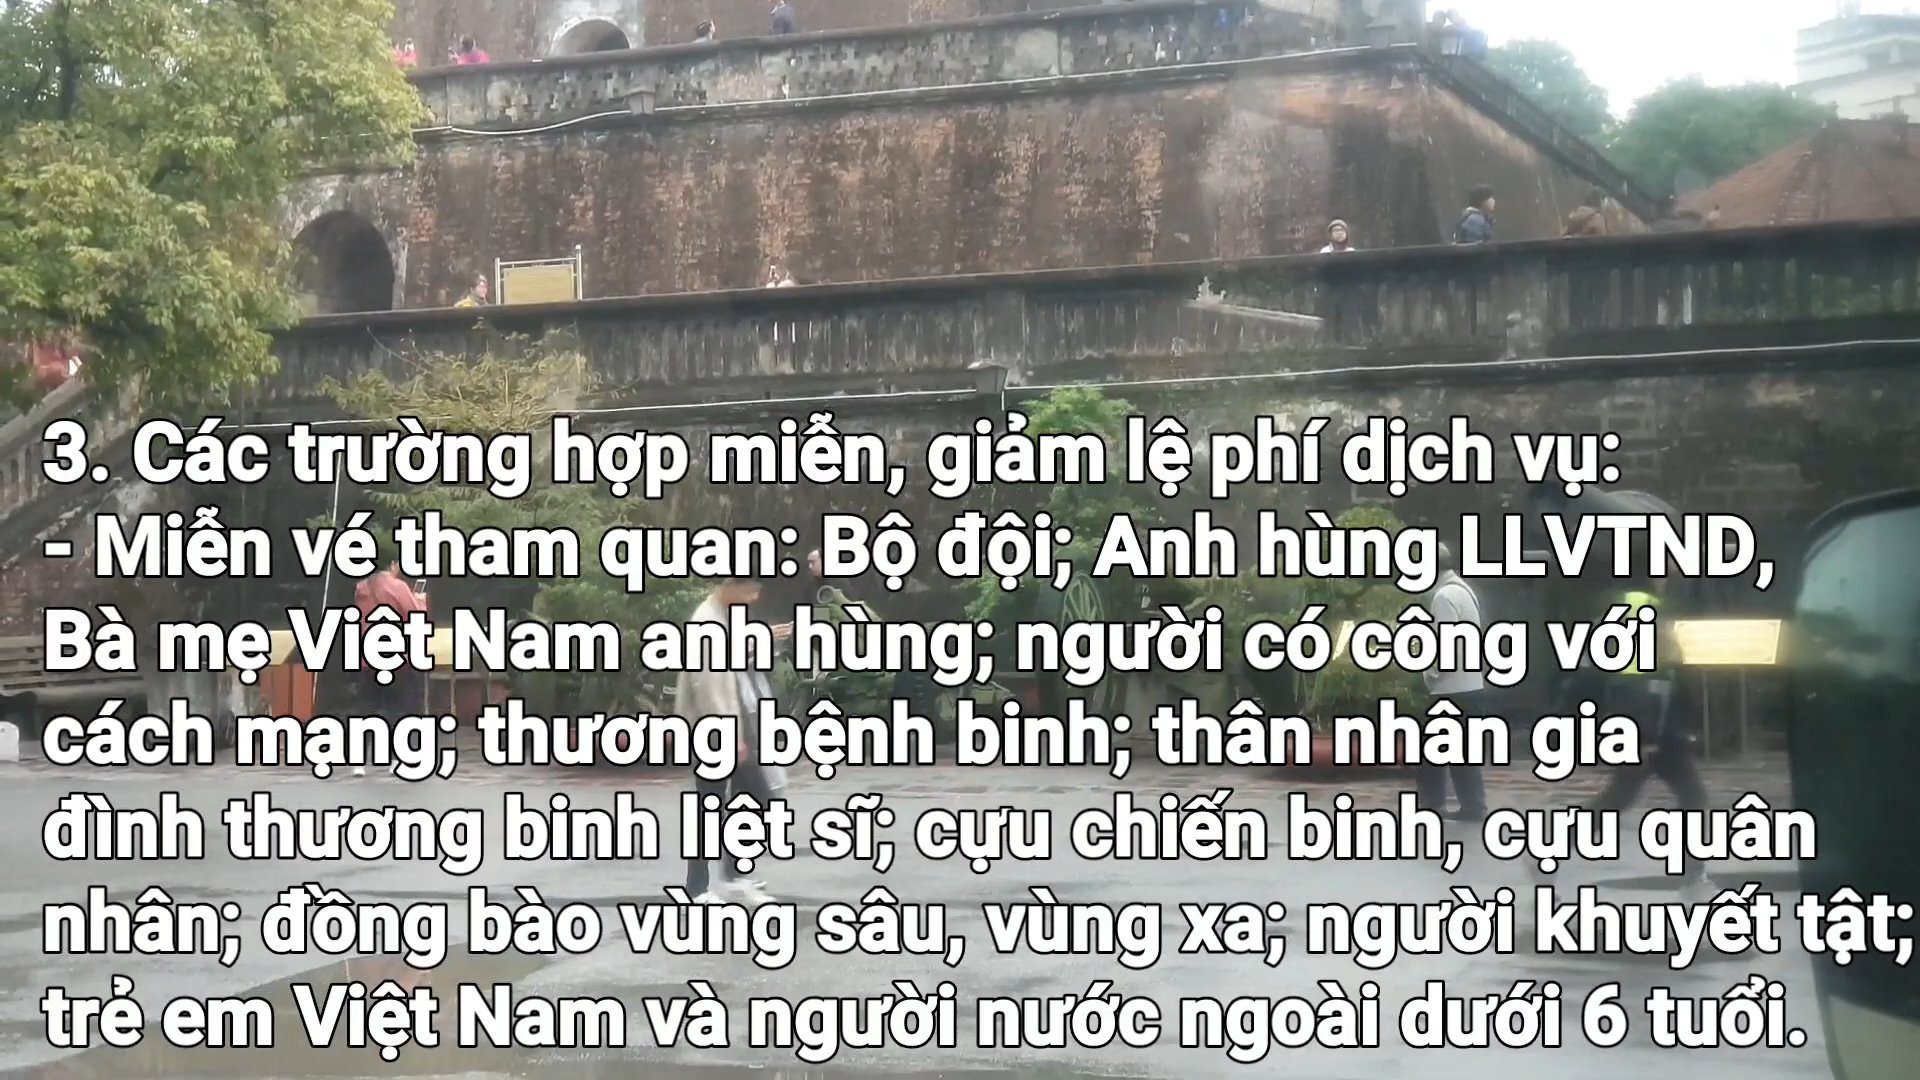 3. Các trường hợp miễn, giảm lệ phí dịch vụ:
- Miễn vé tham quan: Bộ đội; Anh hùng LLVTND,
Bà mẹ Việt Nam anh hùng; người có công với
cách mạng; thương bệnh binh; thân nhân gia
đình thương binh liệt sĩ; cựu chiến binh, cựu quân
nhân; đồng bào vùng sâu, vùng xa; người khuyết tật;
trẻ em Việt Nam và người nước ngoài dưới 6 tuổi.